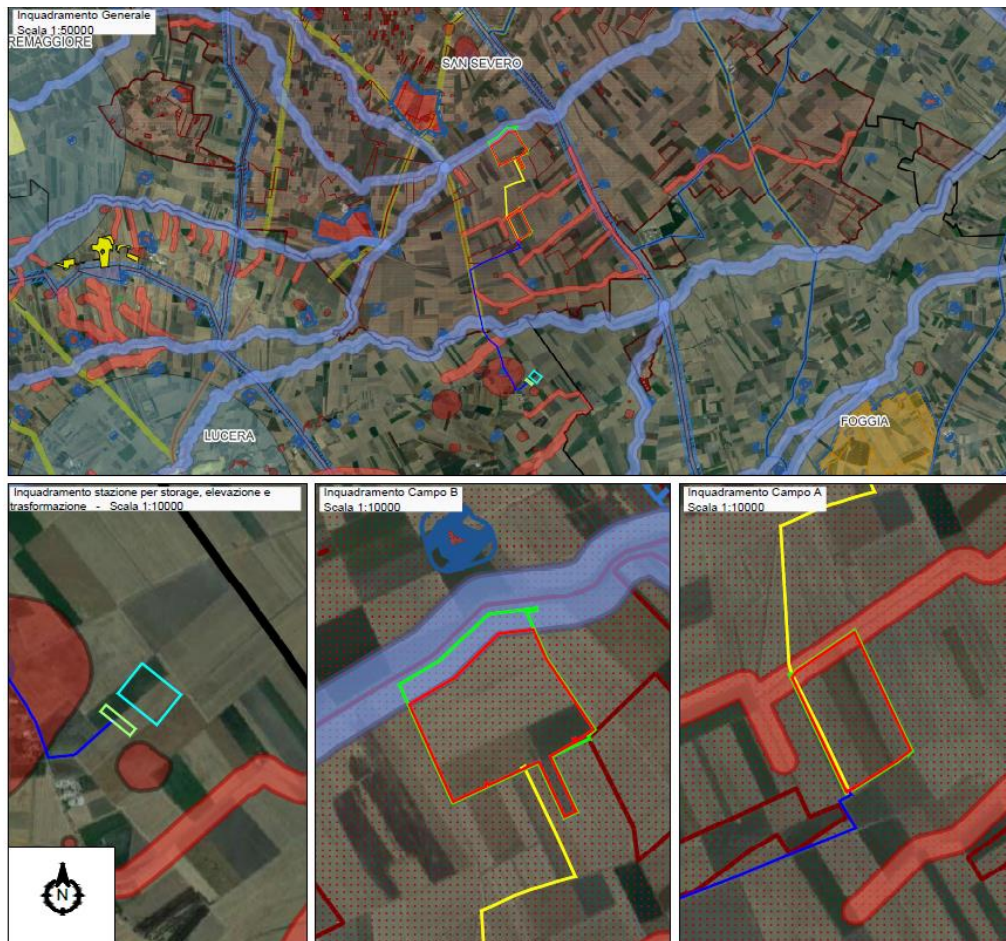 Inquadramento Generale
Scala 1:50000
REMAGGIORE
SAN SEVERO
LUCERA
FOGGIA
Inquadramento stazione per storage, elevazione e
trasformazione - Scala 1:10000
Inquadramento Campo B
Scala 1:10000
Inquadramento Campo A
Scala 1:10000
N